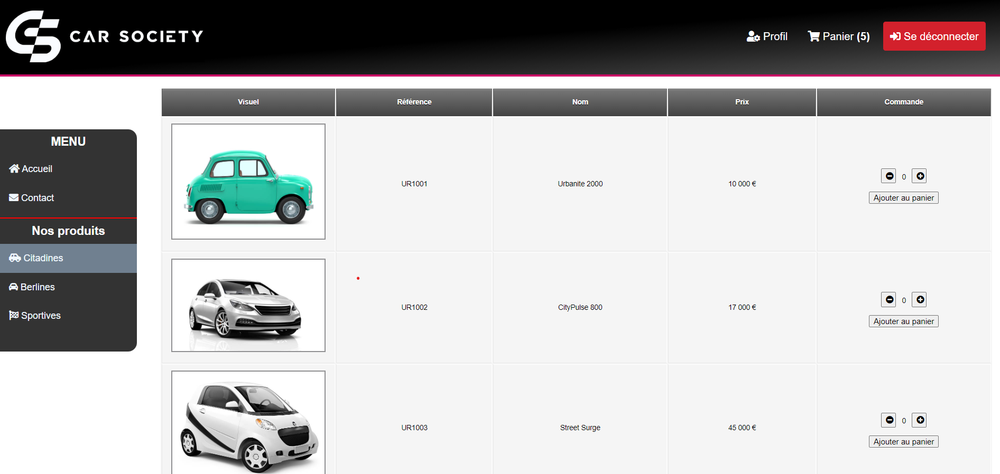 CAR SOCIETY
Profil
Panier (5)
Se déconnecter
MENU
Accueil
Contact
Nos produits
Citadines
Berlines
Sportives
Visuel Référence Nom Prix Commande
UR1001 Urbanite 2000 10 000 € 0
Ajouter au panier
UR1002 CityPulse 800 17 000 € 0
Ajouter au panier
UR1003 Street Surge 45 000 € 0
Ajouter au panier